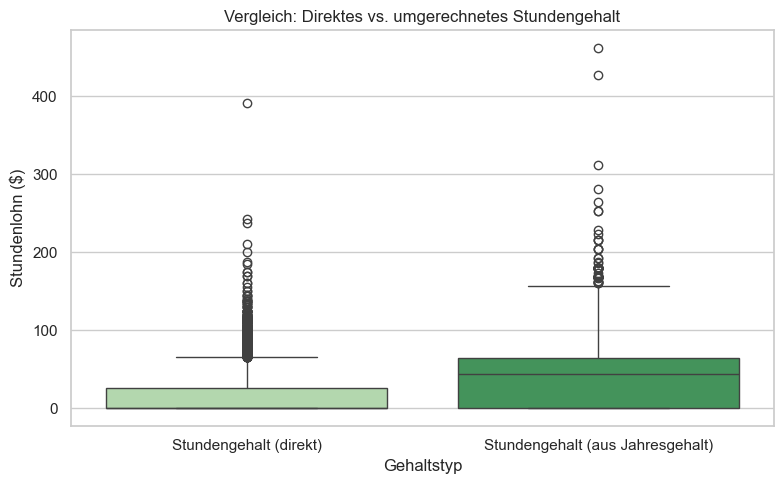 Vergleich: Direktes vs. umgerechnetes Stundengehalt
Stundenlohn ($)
400
300
200
100
0
Stundengehalt (direkt)
Stundengehalt (aus Jahresgehalt)
Gehaltstyp